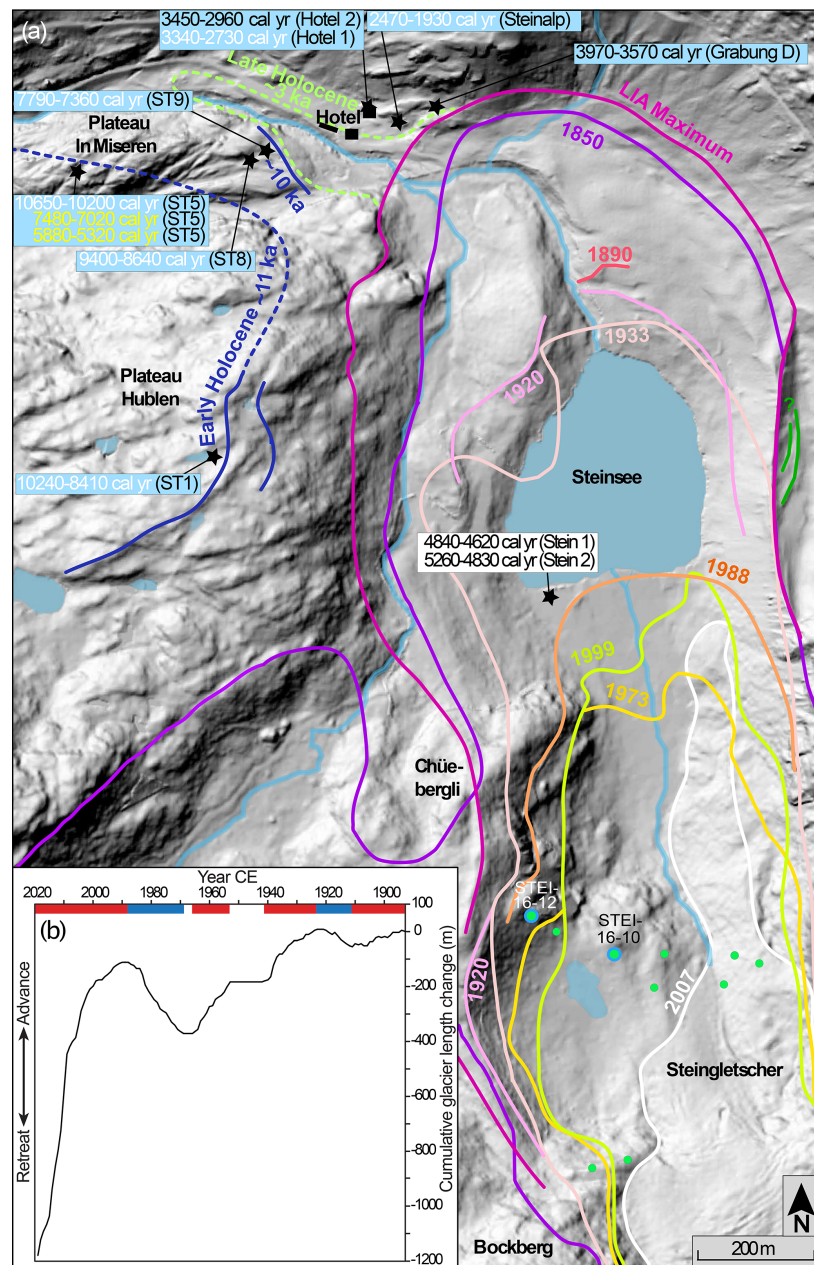 (a)
3450-2960 cal yr (Hotel 2)
3340-2730 cal yr (Hotel 1)
2470-1930 cal yr (Steinalp)
3970-3570 cal yr (Grabung D)
Late Holocene
~3 ka
Hotel
LIA Maximum
1850
7790-7360 cal yr (ST9)
Plateau
In Miseren
~10 ka
10650-10200 cal yr (ST5)
7480-7020 cal yr (ST5)
5880-5320 cal yr (ST5)
9400-8640 cal yr (ST8)
1890
Early Holocene ~11 ka
1933
1920
Plateau
Hublen
?
10240-8410 cal yr (ST1)
Steinsee
4840-4620 cal yr (Stein 1)
5260-4830 cal yr (Stein 2)
1988
1999
1973
Chüe-
bergli
STEI-
16-12
STEI-
16-10
1920
2007
Steingletscher
Bockberg
N
200 m
Year CE
2020 2000 1980 1960 1940 1920 1900
(b)
100
0
-200
-400
-600
-800
-1000
-1200
Cumulative glacier length change (m)
Retreat
Advance